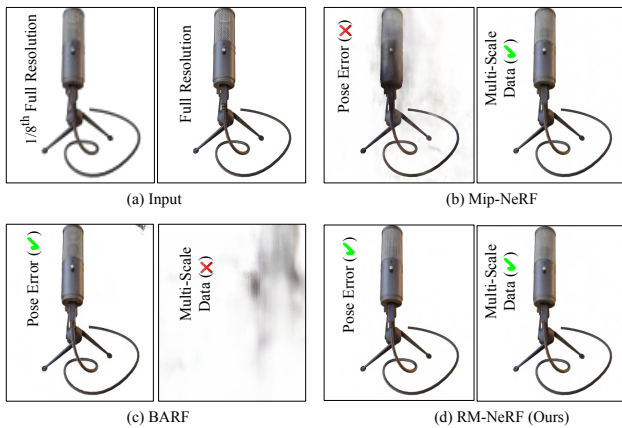 1/8th Full Resolution
Full Resolution
Pose Error (✗)
Multi-Scale
Data (✔)
(a) Input
(b) Mip-NeRF
Pose Error (✔)
Multi-Scale
Data (✗)
Pose Error (✔)
Multi-Scale
Data (✔)
(c) BARF
(d) RM-NeRF (Ours)